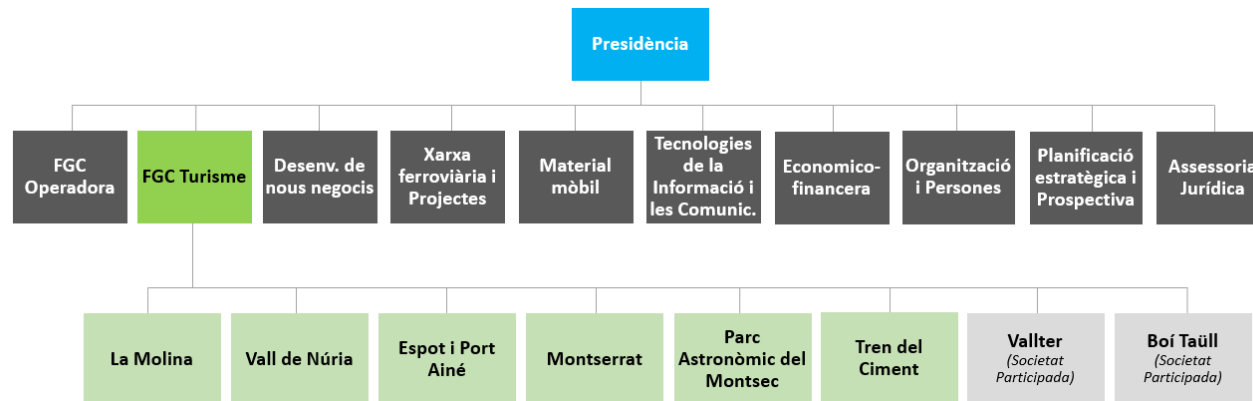 Presidència
FGC
Operadora
FGC Turisme
Desenv. de
nous negocis
Xarxa
ferroviària i
Projectes
Material
mòbil
Tecnologies
de la
Informació i
les Comunic.
Economico-
financera
Organització
i Persones
Planificació
estratègica i
Prospectiva
Assessoria
Jurídica
La Molina
Vall de Núria
Espot i Port
Ainé
Montserrat
Parc
Astronòmic del
Montsec
Tren del
Ciment
Vallter
(Societat
Participada)
Boí Taüll
(Societat
Participada)